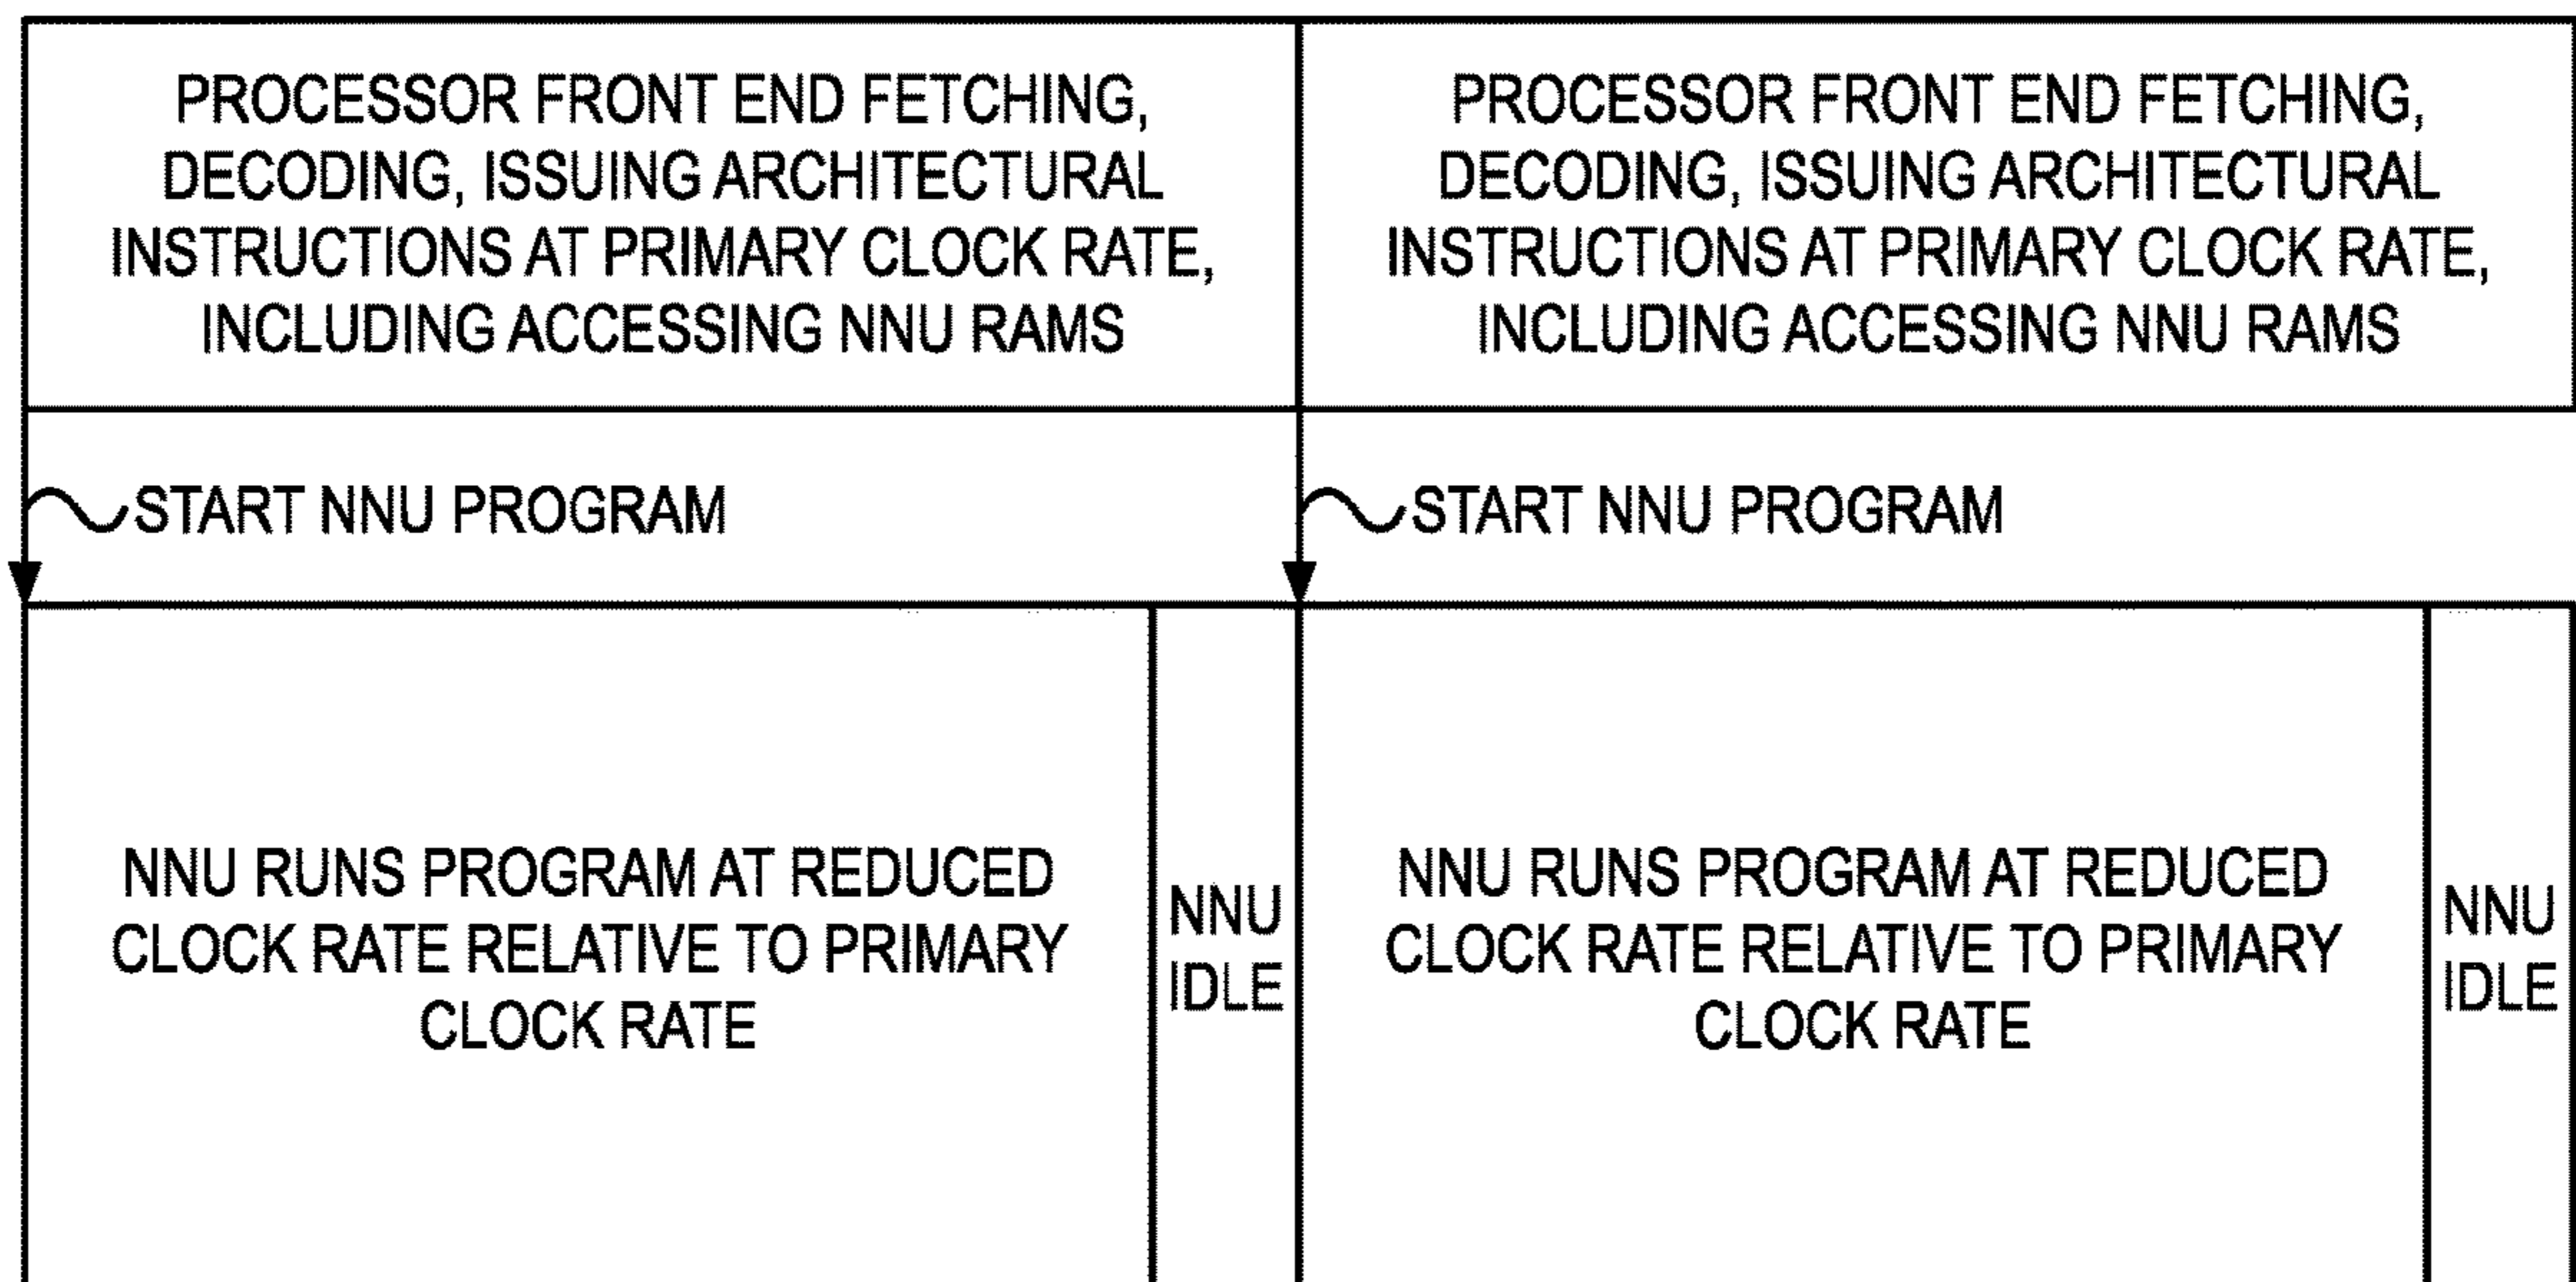 PROCESSOR FRONT END FETCHING,
DECODING, ISSUING ARCHITECTURAL
INSTRUCTIONS AT PRIMARY CLOCK RATE,
INCLUDING ACCESSING NNU RAMS
PROCESSOR FRONT END FETCHING,
DECODING, ISSUING ARCHITECTURAL
INSTRUCTIONS AT PRIMARY CLOCK RATE,
INCLUDING ACCESSING NNU RAMS
START NNU PROGRAM
START NNU PROGRAM
NNU RUNS PROGRAM AT REDUCED
CLOCK RATE RELATIVE TO PRIMARY
CLOCK RATE
NNU
IDLE
NNU RUNS PROGRAM AT REDUCED
CLOCK RATE RELATIVE TO PRIMARY
CLOCK RATE
NNU
IDLE